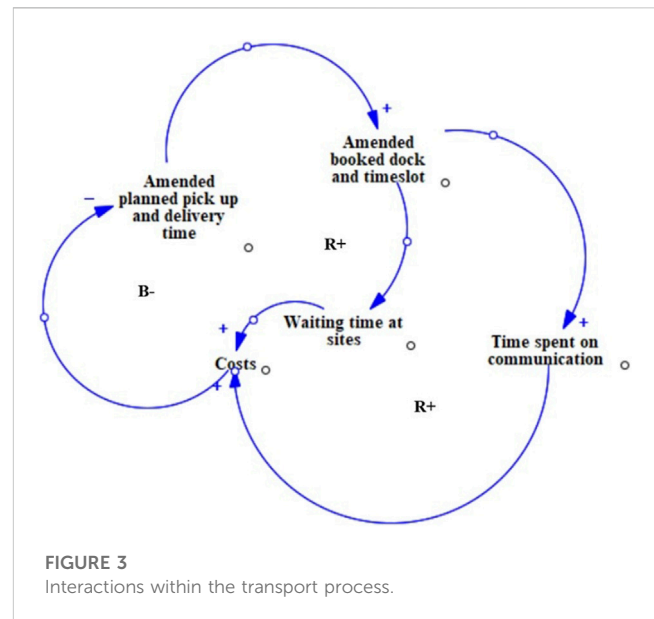 +
Amended
booked dock
and timeslot
Amended
planned pick up
and delivery
time
–
R+
B-
Waiting time at
sites
+
+
Time spent on
communication
Costs
+
R+
FIGURE 3
Interactions within the transport process.